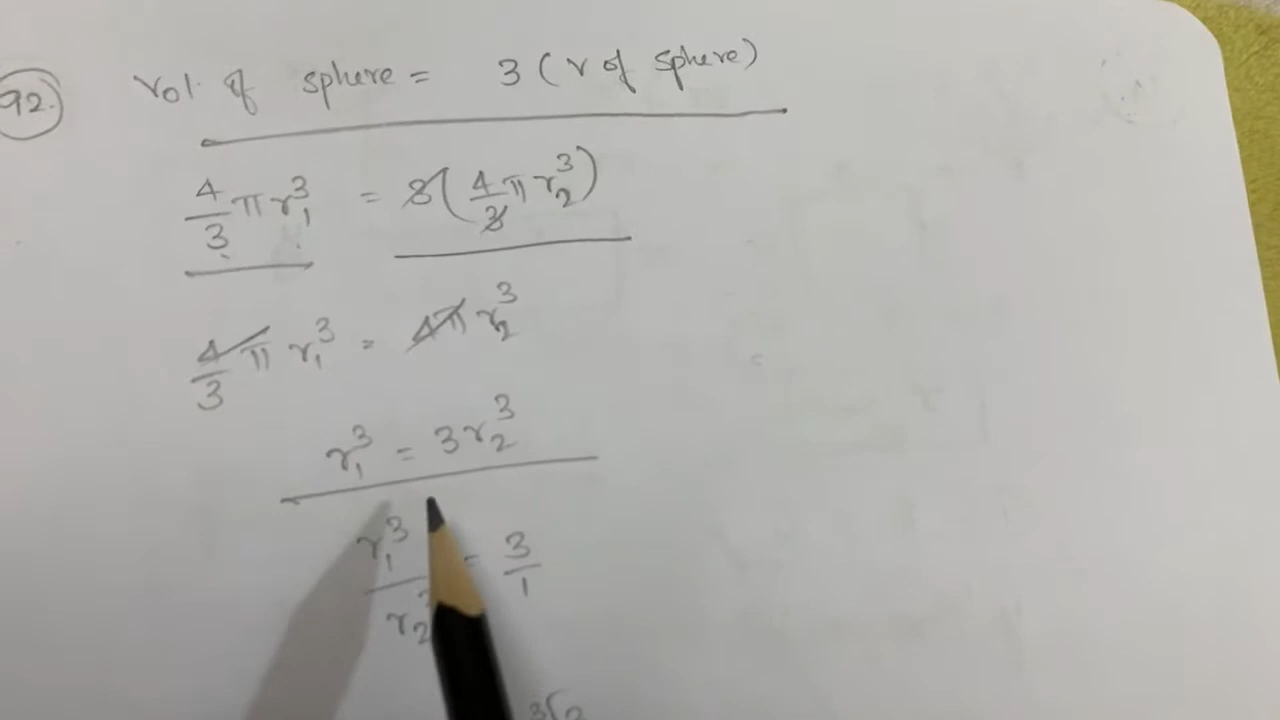 92.
Vol. of sphere = 3 (v of sphere)
4/3 π r₁³ = 3(4/3 π r₂³)
4/3 π r₁³ = 4π r₂³
r₁³ = 3r₂³
r₁³/r₂ = 3/1